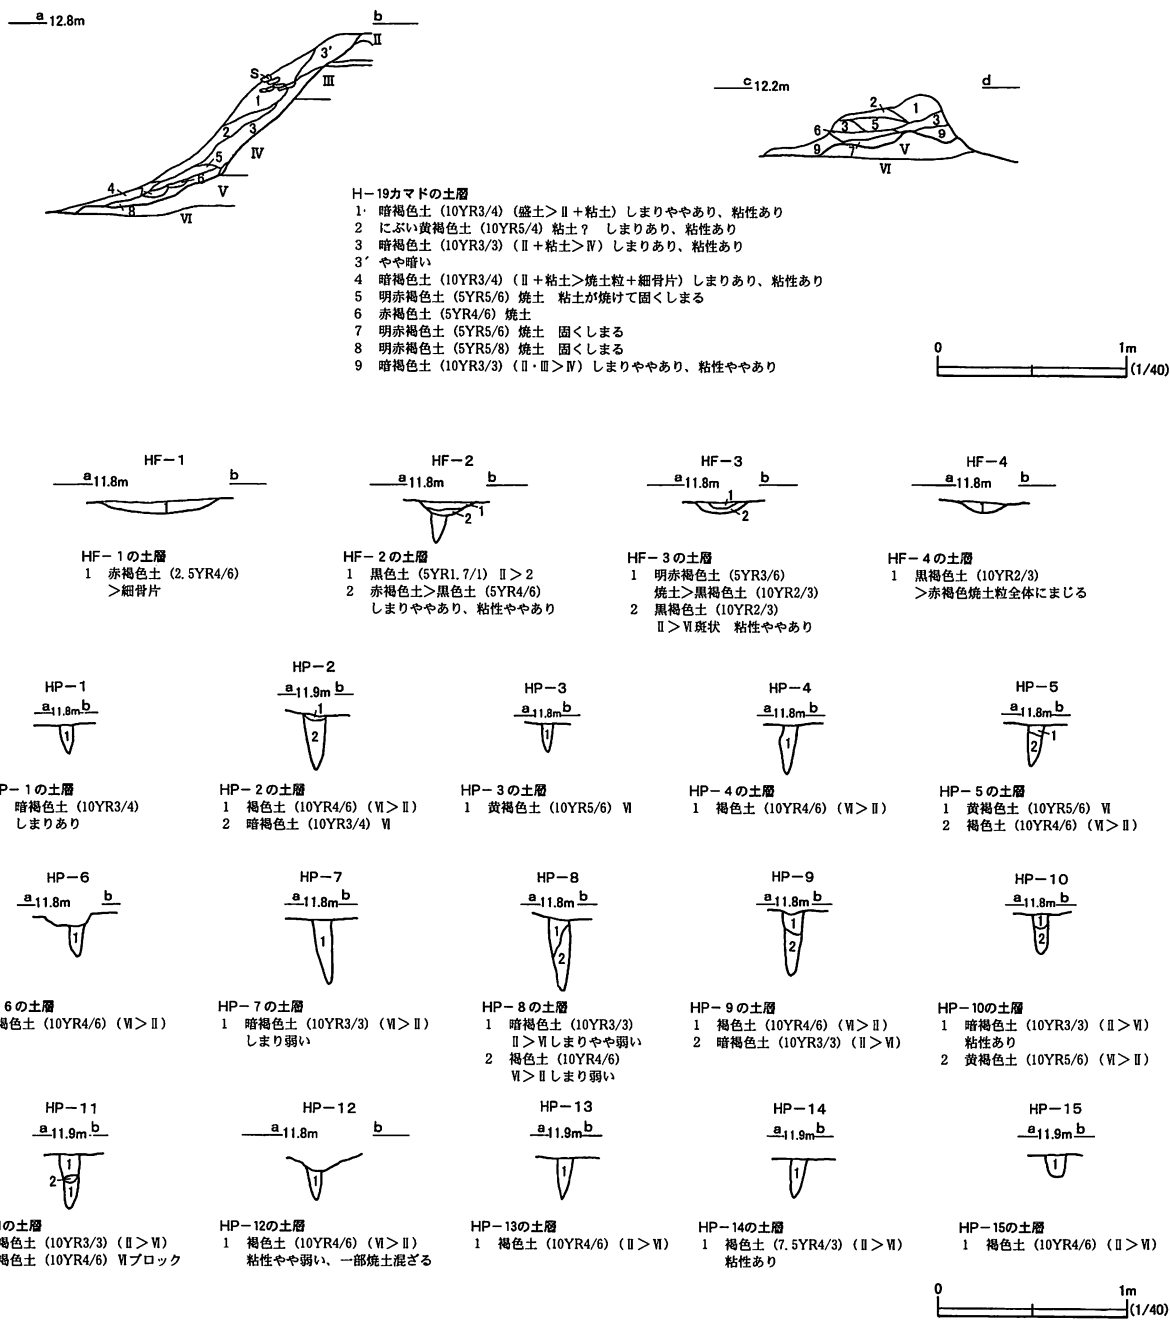 a 12.8m b
Ⅱ
3′
S
Ⅲ
1
2 3
Ⅳ
5
4 7 6
Ⅴ
8
Ⅵ
c 12.2m d
2 1
6 3 5 3
9 7 Ⅴ 9
Ⅵ
H－19カマドの土層
1 暗褐色土（10YR3/4）（盛土＞Ⅱ＋粘土）しまりややあり、粘性あり
2 にぶい黄褐色土（10YR5/4）粘土？ しまりあり、粘性あり
3 暗褐色土（10YR3/3）（Ⅱ＋粘土＞Ⅳ）しまりあり、粘性あり
3′ やや暗い
4 暗褐色土（10YR3/4）（Ⅱ＋粘土＞焼土粒＋細骨片）しまりあり、粘性あり
5 明赤褐色土（5YR5/6）焼土 粘土が焼けて固くしまる
6 赤褐色土（5YR4/6）焼土
7 明赤褐色土（5YR5/6）焼土 固くしまる
8 明赤褐色土（5YR5/8）焼土 固くしまる
9 暗褐色土（10YR3/3）（Ⅱ・Ⅲ＞Ⅳ）しまりややあり、粘性ややあり
0 1m
(1/40)
HF－1
a 11.8m b
1
HF－1の土層
1 赤褐色土（2.5YR4/6）
＞細骨片
HF－2
a 11.8m b
1
2
HF－2の土層
1 黒色土（5YR1.7/1）Ⅱ＞2
2 赤褐色土＞黒色土（5YR4/6）
しまりややあり、粘性ややあり
HF－3
a 11.8m b
1
2
HF－3の土層
1 明赤褐色土（5YR3/6）
焼土＞黒褐色土（10YR2/3）
2 黒褐色土（10YR2/3）
Ⅱ＞Ⅵ斑状 粘性ややあり
HF－4
a 11.8m b
1
HF－4の土層
1 黒褐色土（10YR2/3）
＞赤褐色焼土粒全体にまじる
HP－1
a 11.8m b
1
P－1の土層
暗褐色土（10YR3/4）
しまりあり
HP－2
a 11.9m b
1
2
HP－2の土層
1 褐色土（10YR4/6）（Ⅵ＞Ⅱ）
2 暗褐色土（10YR3/4）Ⅵ
HP－3
a 11.8m b
1
HP－3の土層
1 黄褐色土（10YR5/6）Ⅵ
HP－4
a 11.8m b
1
HP－4の土層
1 褐色土（10YR4/6）（Ⅵ＞Ⅱ）
HP－5
a 11.8m b
1
2
HP－5の土層
1 黄褐色土（10YR5/6）Ⅵ
2 褐色土（10YR4/6）（Ⅵ＞Ⅱ）
HP－6
a 11.8m b
1
6の土層
褐色土（10YR4/6）（Ⅵ＞Ⅱ）
HP－7
a 11.8m b
1
HP－7の土層
1 暗褐色土（10YR3/3）（Ⅵ＞Ⅱ）
しまり弱い
HP－8
a 11.8m b
1
2
HP－8の土層
1 暗褐色土（10YR3/3）
Ⅱ＞Ⅵしまりやや弱い
2 褐色土（10YR4/6）
Ⅵ＞Ⅱしまり弱い
HP－9
a 11.8m b
1
2
HP－9の土層
1 褐色土（10YR4/6）（Ⅵ＞Ⅱ）
2 暗褐色土（10YR3/3）（Ⅱ＞Ⅵ）
HP－10
a 11.8m b
1
2
HP－10の土層
1 暗褐色土（10YR3/3）（Ⅱ＞Ⅵ）
粘性あり
2 黄褐色土（10YR5/6）（Ⅵ＞Ⅱ）
HP－11
a 11.9m b
1
2
1
の土層
褐色土（10YR3/3）（Ⅱ＞Ⅵ）
褐色土（10YR4/6）Ⅵブロック
HP－12
a 11.8m b
1
HP－12の土層
1 褐色土（10YR4/6）（Ⅵ＞Ⅱ）
粘性やや弱い、一部焼土混ざる
HP－13
a 11.9m b
1
HP－13の土層
1 褐色土（10YR4/6）（Ⅱ＞Ⅵ）
HP－14
a 11.9m b
1
HP－14の土層
1 褐色土（7.5YR4/3）（Ⅱ＞Ⅵ）
粘性あり
HP－15
a 11.9m b
1
HP－15の土層
1 褐色土（10YR4/6）（Ⅱ＞Ⅵ）
0 1m
(1/40)